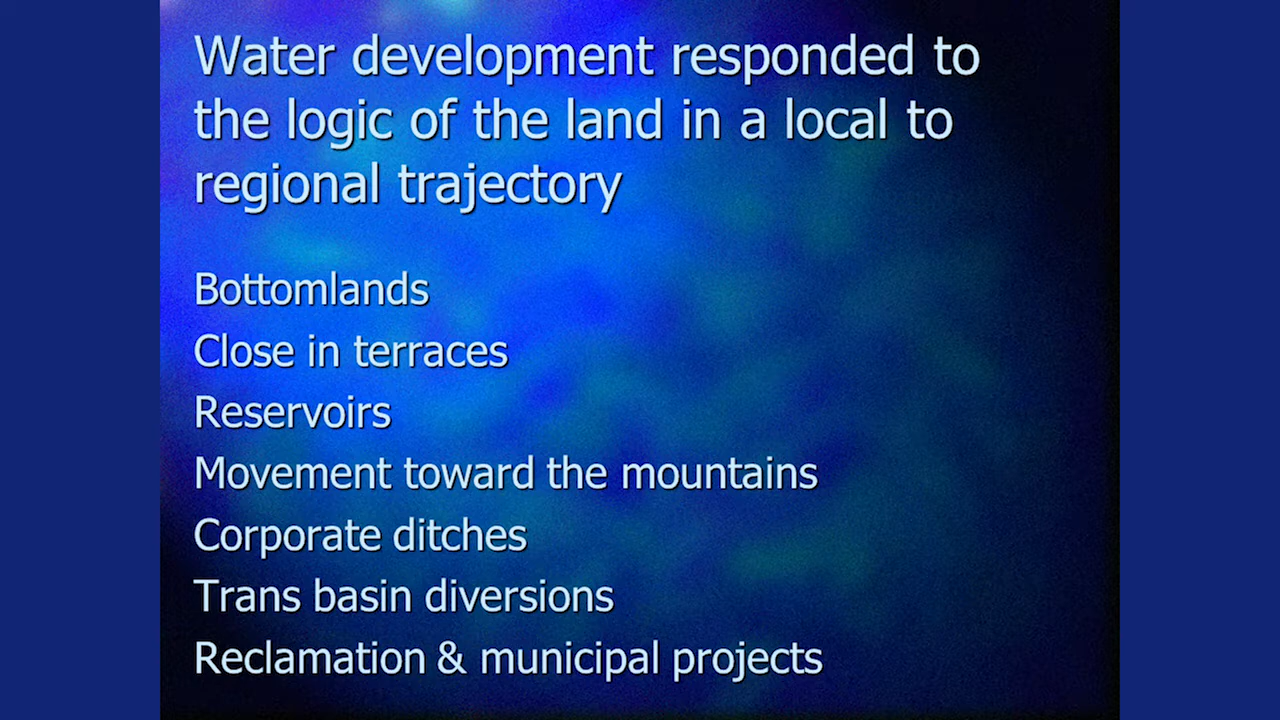 Water development responded to
the logic of the land in a local to
regional trajectory
Bottomlands
Close in terraces
Reservoirs
Movement toward the mountains
Corporate ditches
Trans basin diversions
Reclamation & municipal projects